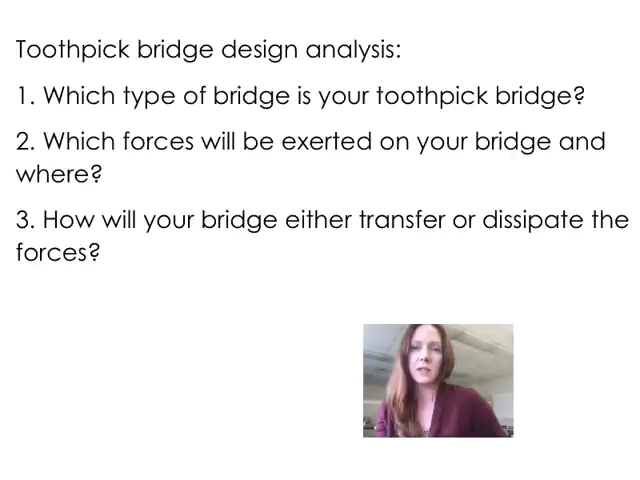 Toothpick bridge design analysis:
1. Which type of bridge is your toothpick bridge?
2. Which forces will be exerted on your bridge and
where?
3. How will your bridge either transfer or dissipate the
forces?